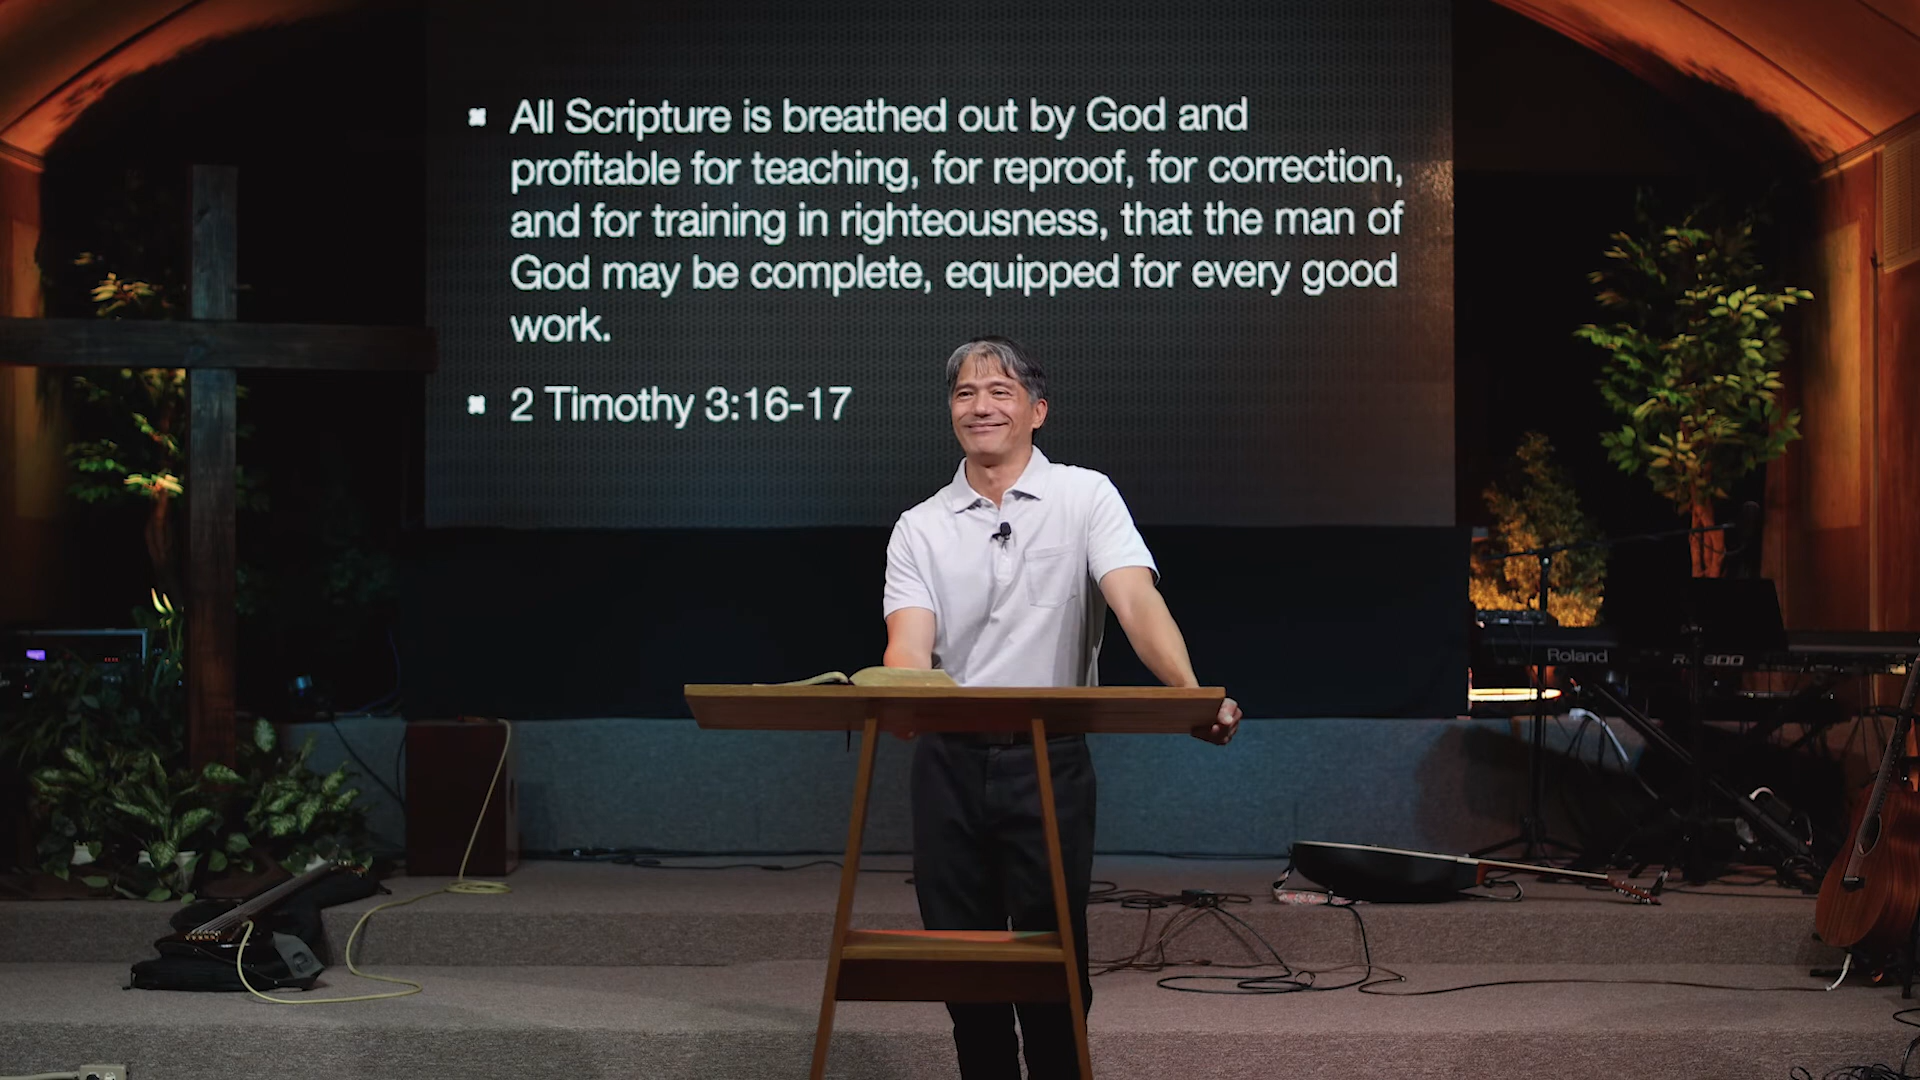 All Scripture is breathed out by God and
profitable for teaching, for reproof, for correction,
and for training in righteousness, that the man of
God may be complete, equipped for every good
work.
2 Timothy 3:16-17
Roland